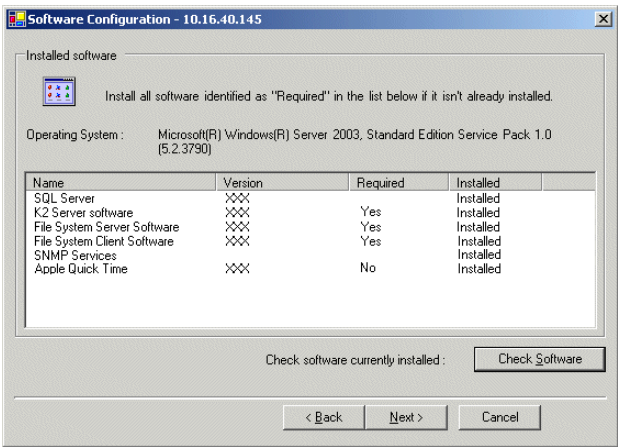 Software Configuration - 10.16.40.145
Installed software
Install all software identified as "Required" in the list below if it isn't already installed.
Operating System : Microsoft(R) Windows(R) Server 2003, Standard Edition Service Pack 1.0
(5.2.3790)
Name Version Required Installed
SQL Server XXX Installed
K2 Server software XXX Yes Installed
File System Server Software XXX Yes Installed
File System Client Software XXX Yes Installed
SNMP Services Installed
Apple Quick Time XXX No Installed
Check software currently installed : Check Software
< Back Next > Cancel